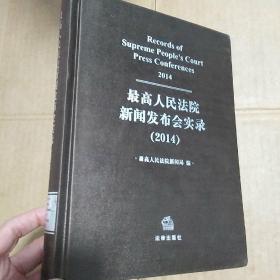 Records of
Supreme People's Court
Press Conferences
2014
最高人民法院
新闻发布会实录
(2014)
·最高人民法院新闻局 编·
法律出版社